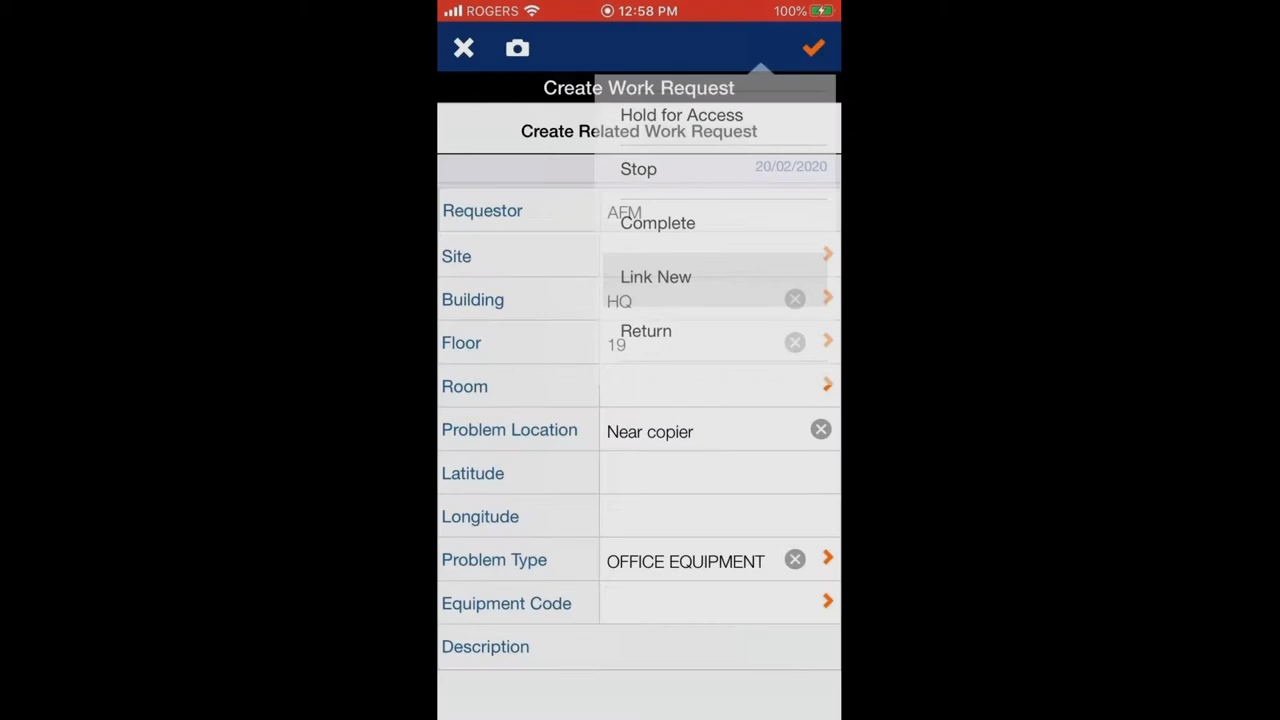 ROGERS 12:58 PM 100%
Create Work Request
Hold for Access
Create Related Work Request
Stop 20/02/2020
Requestor AFM
Complete
Site
Link New
Building HQ
Return
Floor 19
Room
Problem Location Near copier
Latitude
Longitude
Problem Type OFFICE EQUIPMENT
Equipment Code
Description